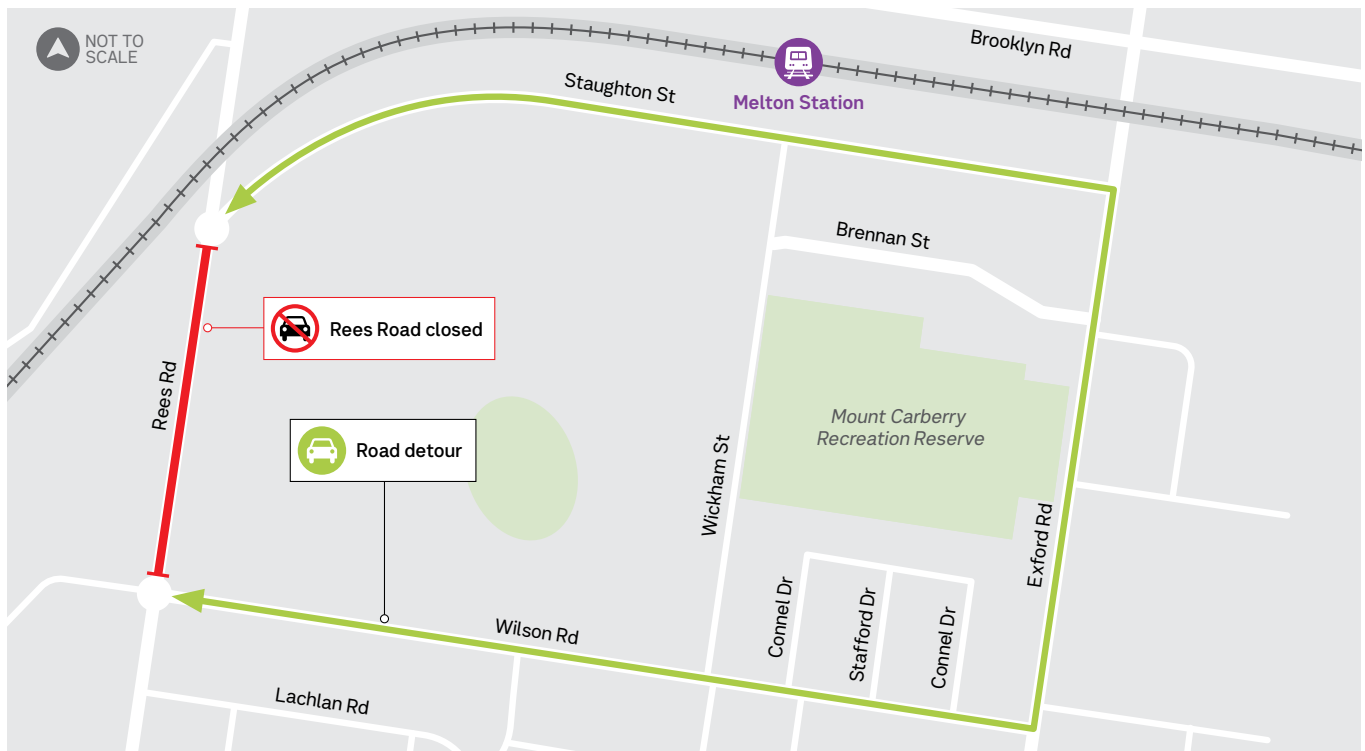 NOT TO
SCALE
Brooklyn Rd
Staughton St
Melton Station
Brennan St
Rees Road closed
Rees Rd
Mount Carberry
Recreation Reserve
Road detour
Wickham St
Exford Rd
Connel Dr
Stafford Dr
Connel Dr
Wilson Rd
Lachlan Rd